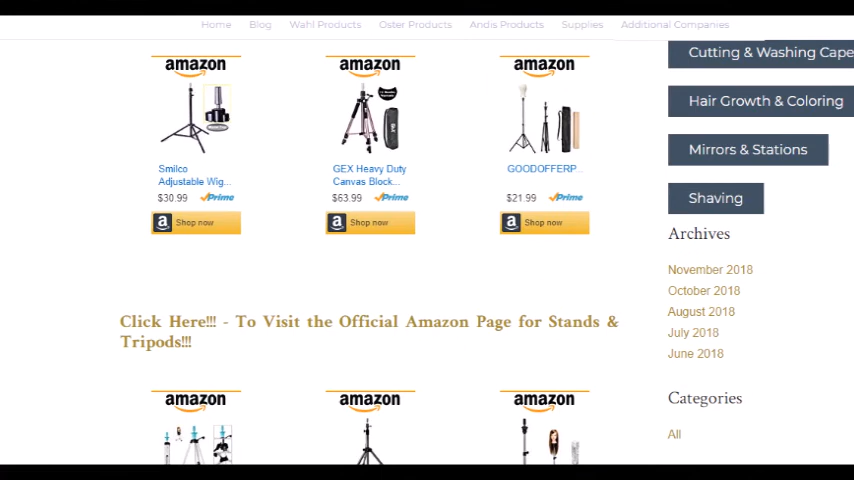 Home Blog Wahl Products Oster Products Andis Products Supplies Additional Companies
amazon amazon amazon
Smilco GEX Heavy Duty GOODOFFERP...
Adjustable Wig... Canvas Block...
$30.99 Prime $63.99 Prime $21.99 Prime
a Shop now a Shop now a Shop now
Click Here!!! - To Visit the Official Amazon Page for Stands &
Tripods!!!
amazon amazon amazon
Cutting & Washing Cape
Hair Growth & Coloring
Mirrors & Stations
Shaving
Archives
November 2018
October 2018
August 2018
July 2018
June 2018
Categories
All